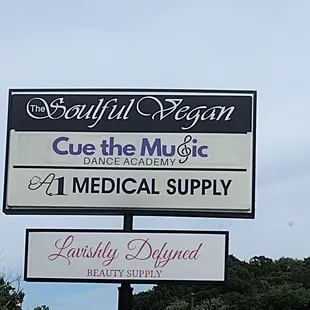 The Soulful Vegan
Cue the Music
DANCE ACADEMY
A1 MEDICAL SUPPLY
Lavishly Defyned
BEAUTY SUPPLY